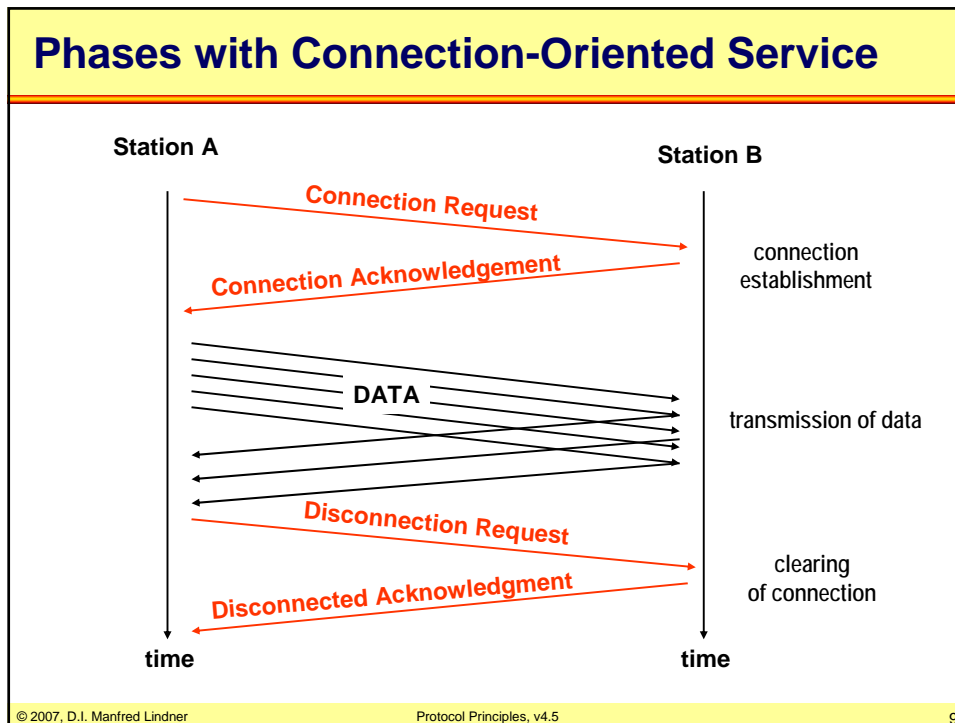 Phases with Connection-Oriented Service
Station A
Station B
Connection Request
connection
establishment
Connection Acknowledgement
DATA
transmission of data
Disconnection Request
clearing
of connection
Disconnected Acknowledgment
time
time
© 2007, D.I. Manfred Lindner
Protocol Principles, v4.5
9